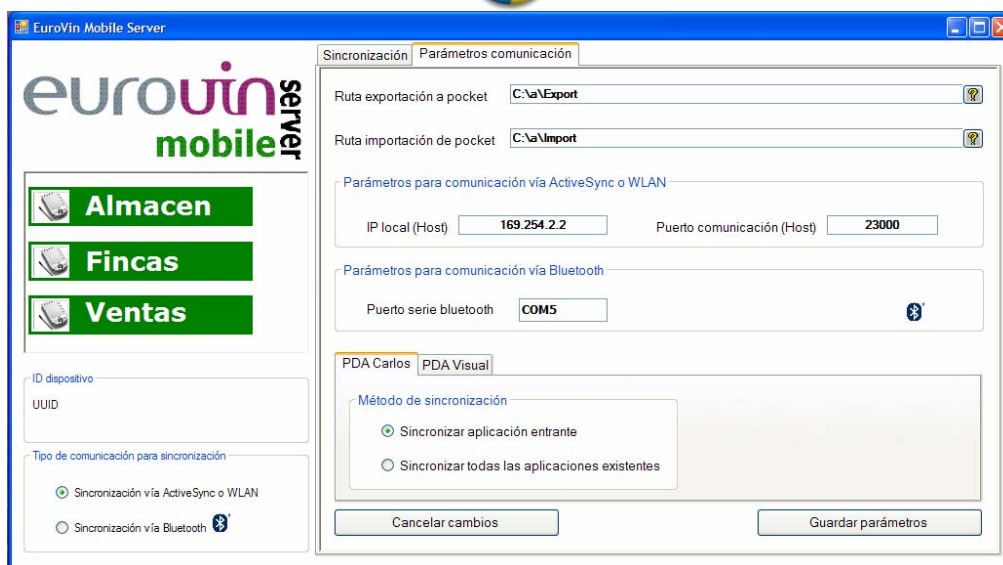 EuroVin Mobile Server
eurovin
mobile
server
Almacen
Fincas
Ventas
ID dispositivo
UUID
Tipo de comunicación para sincronización
Sincronización vía ActiveSync o WLAN
Sincronización vía Bluetooth
Sincronización Parámetros comunicación
Ruta exportación a pocket C:\a\Export
Ruta importación de pocket C:\a\Import
Parámetros para comunicación vía ActiveSync o WLAN
IP local (Host) 169.254.2.2 Puerto comunicación (Host) 23000
Parámetros para comunicación vía Bluetooth
Puerto serie bluetooth COM5
PDA Carlos PDA Visual
Método de sincronización
Sincronizar aplicación entrante
Sincronizar todas las aplicaciones existentes
Cancelar cambios Guardar parámetros